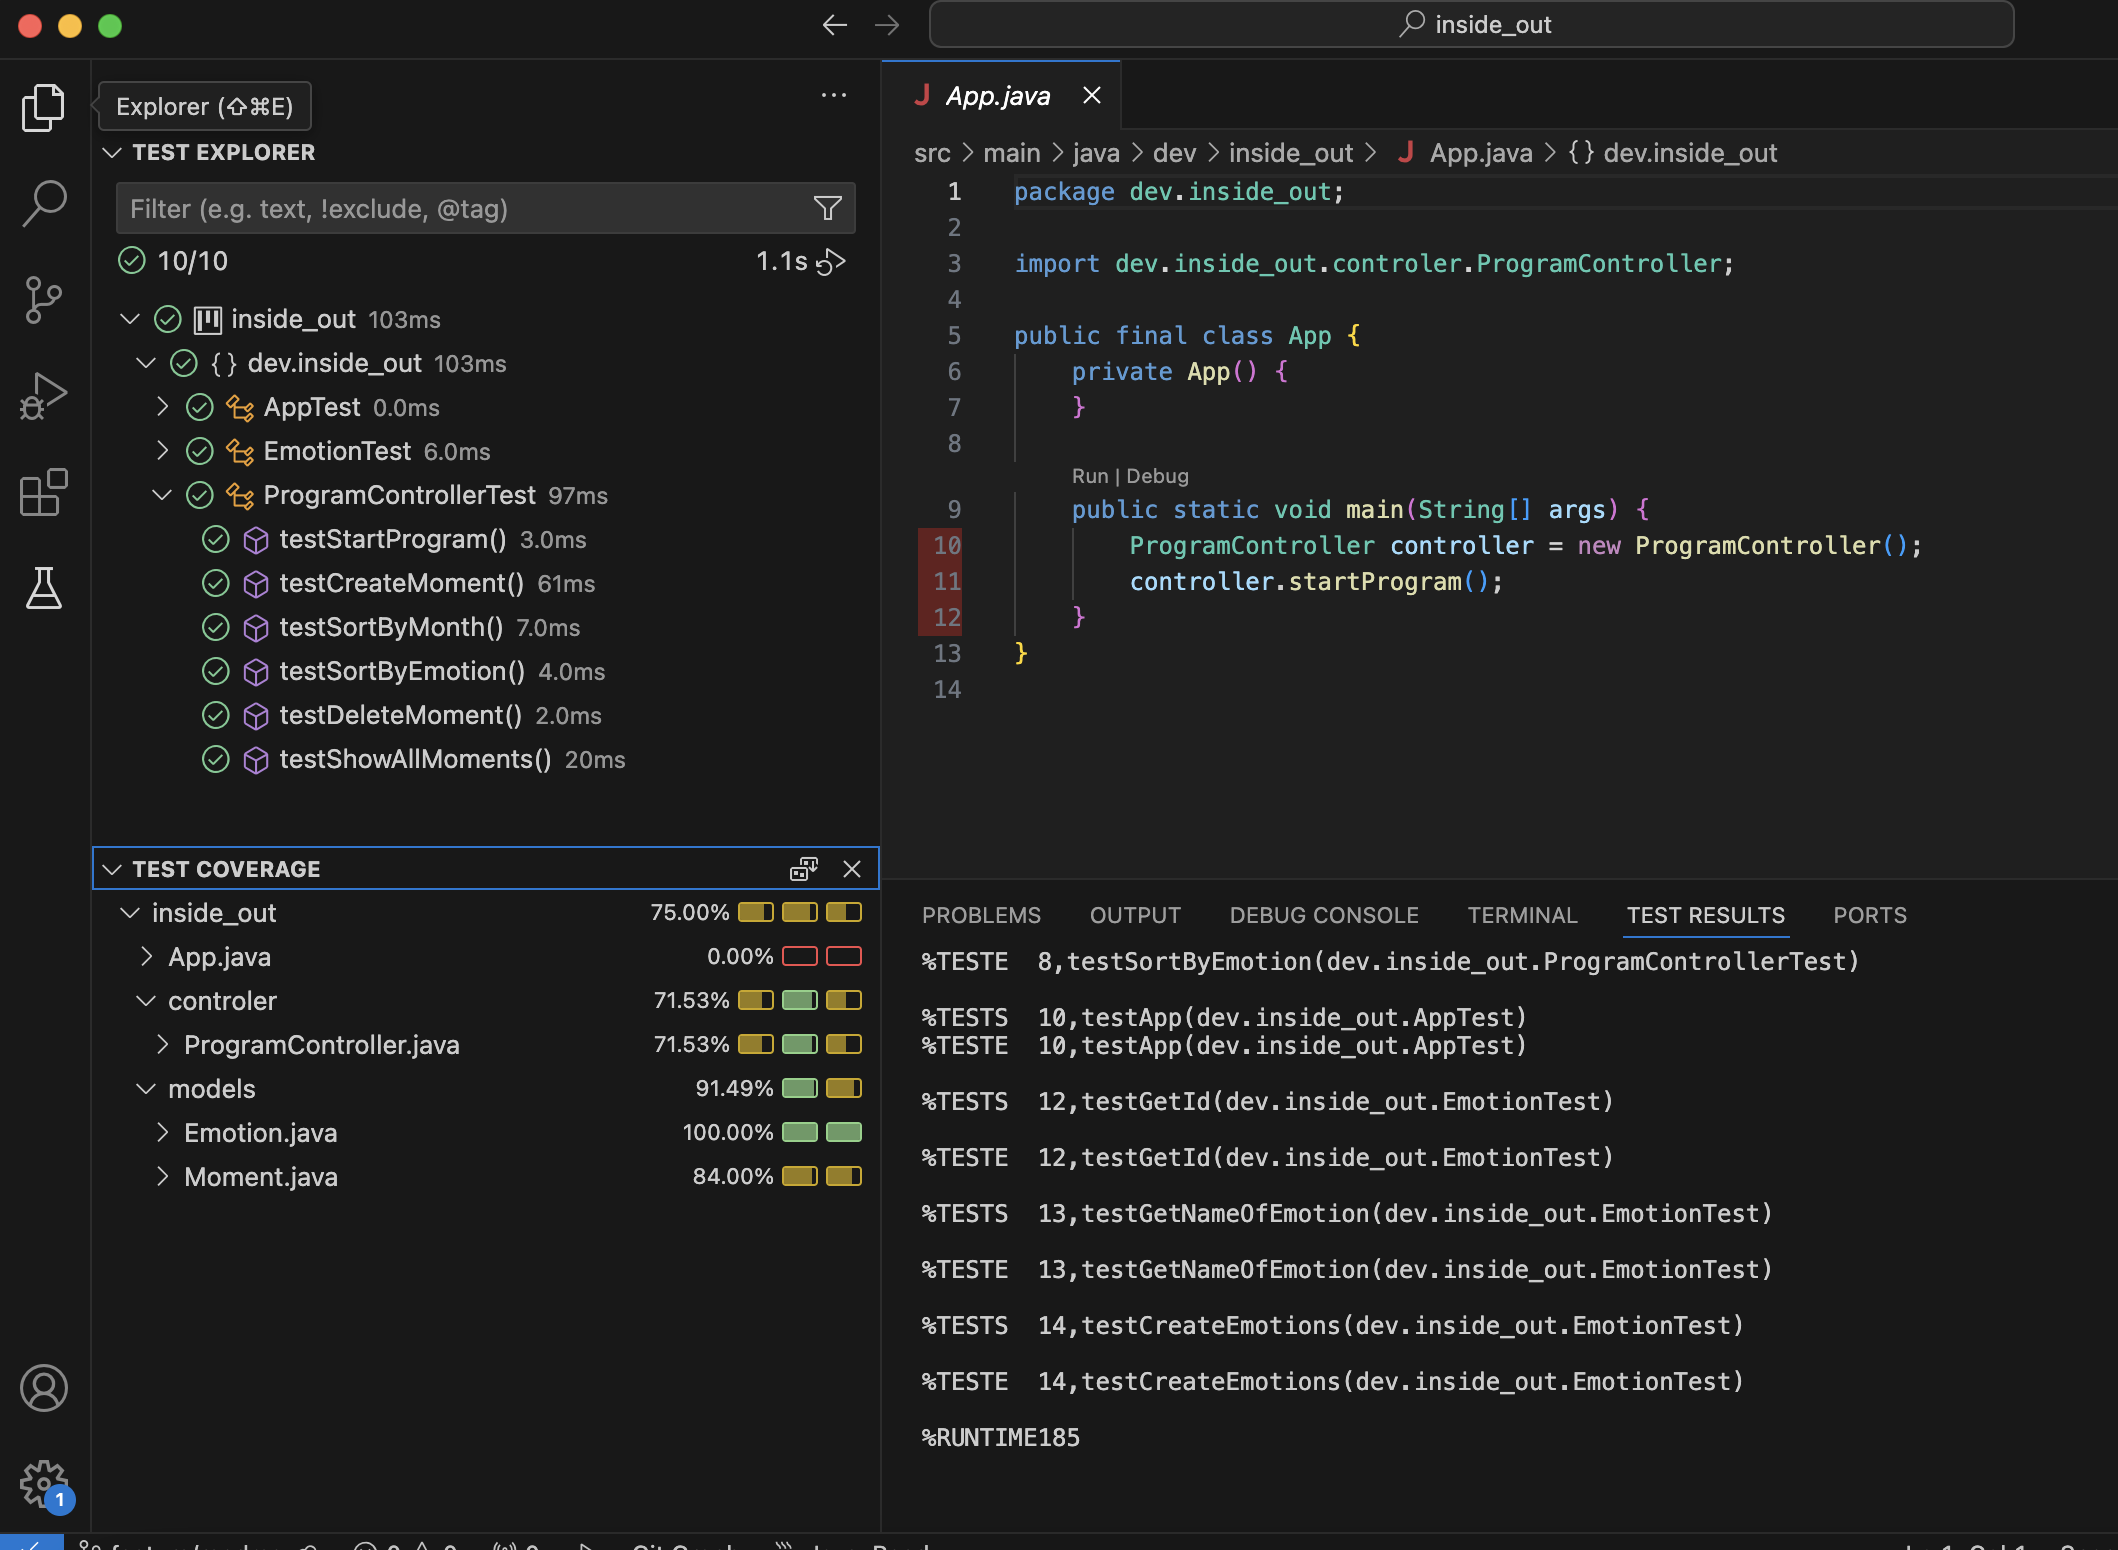 inside_out
Explorer (⇧⌘E)
TEST EXPLORER
Filter (e.g. text, !exclude, @tag)
10/10 1.1s
inside_out 103ms
{} dev.inside_out 103ms
AppTest 0.0ms
EmotionTest 6.0ms
ProgramControllerTest 97ms
testStartProgram() 3.0ms
testCreateMoment() 61ms
testSortByMonth() 7.0ms
testSortByEmotion() 4.0ms
testDeleteMoment() 2.0ms
testShowAllMoments() 20ms
TEST COVERAGE
inside_out 75.00%
App.java 0.00%
controler 71.53%
ProgramController.java 71.53%
models 91.49%
Emotion.java 100.00%
Moment.java 84.00%
1
J App.java
src > main > java > dev > inside_out > J App.java > {} dev.inside_out
1 package dev.inside_out;
2
3 import dev.inside_out.controler.ProgramController;
4
5 public final class App {
6 private App() {
7 }
8
Run | Debug
9 public static void main(String[] args) {
10 ProgramController controller = new ProgramController();
11 controller.startProgram();
12 }
13 }
14
PROBLEMS OUTPUT DEBUG CONSOLE TERMINAL TEST RESULTS PORTS
%TESTE 8,testSortByEmotion(dev.inside_out.ProgramControllerTest)
%TESTS 10,testApp(dev.inside_out.AppTest)
%TESTE 10,testApp(dev.inside_out.AppTest)
%TESTS 12,testGetId(dev.inside_out.EmotionTest)
%TESTE 12,testGetId(dev.inside_out.EmotionTest)
%TESTS 13,testGetNameOfEmotion(dev.inside_out.EmotionTest)
%TESTE 13,testGetNameOfEmotion(dev.inside_out.EmotionTest)
%TESTS 14,testCreateEmotions(dev.inside_out.EmotionTest)
%TESTE 14,testCreateEmotions(dev.inside_out.EmotionTest)
%RUNTIME185